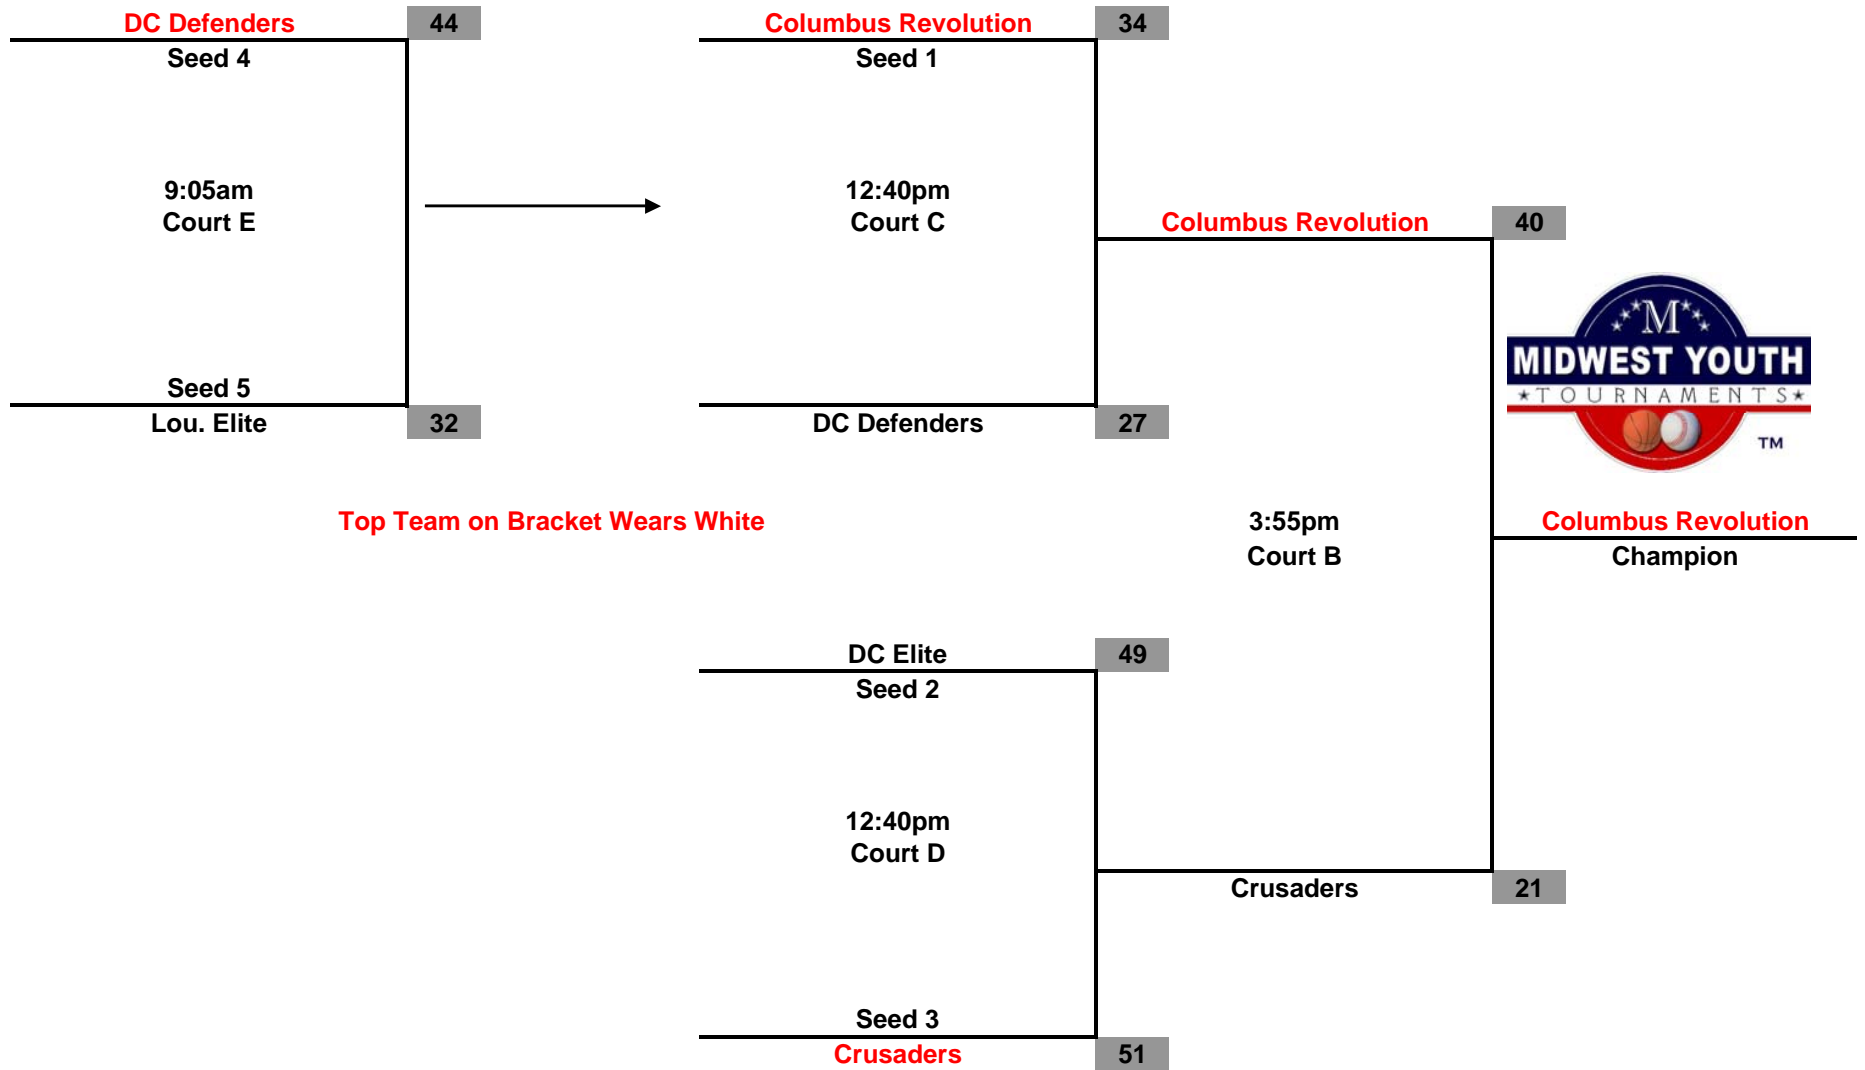 DC Defenders 44
Seed 4
9:05am
Court E
Seed 5
Lou. Elite 32
Columbus Revolution 34
Seed 1
12:40pm
Court C
DC Defenders 27
Columbus Revolution 40
M
MIDWEST YOUTH
TOURNAMENTS
TM
Top Team on Bracket Wears White
3:55pm
Court B
Columbus Revolution
Champion
DC Elite 49
Seed 2
12:40pm
Court D
Crusaders 21
Seed 3
Crusaders 51